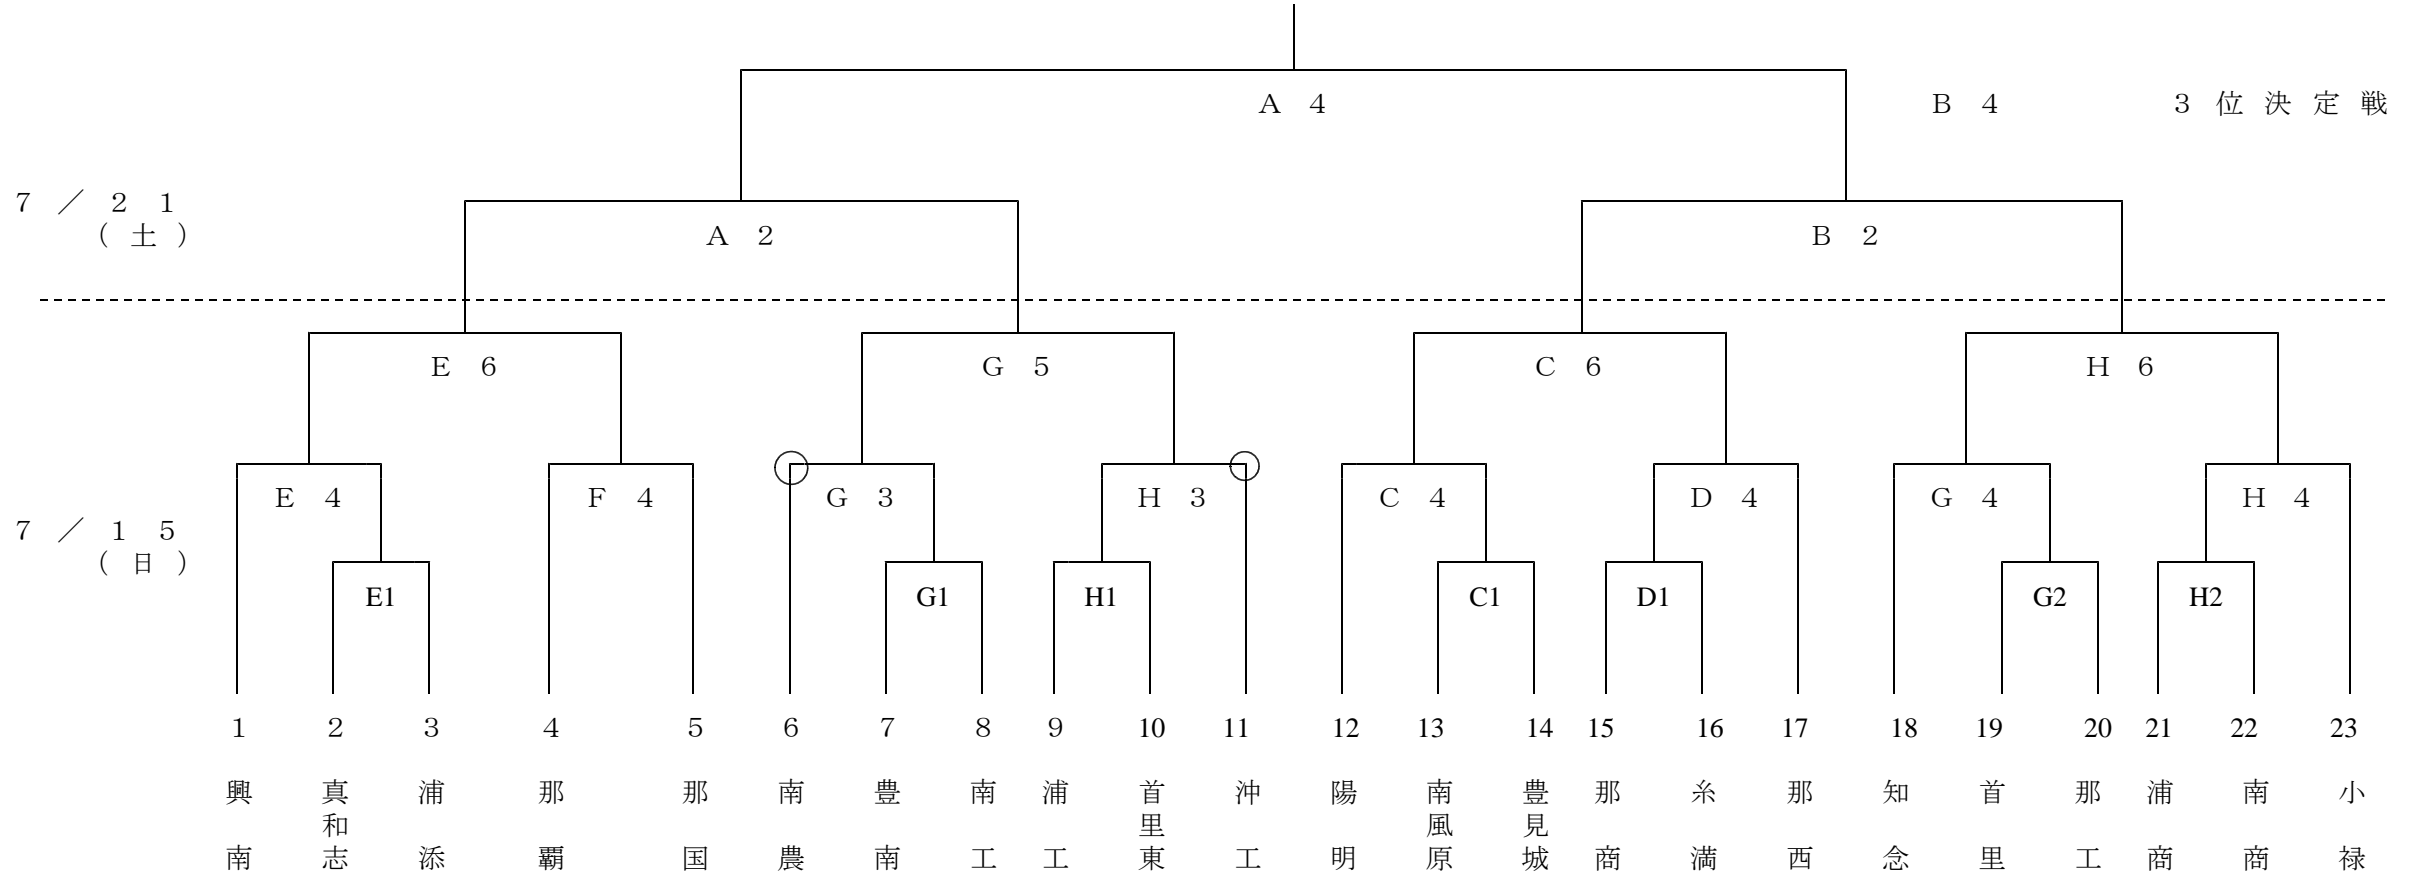 A 4 B 4 3位決定戦
7／21
(土)
A 2 B 2
E 6 G 5 C 6 H 6
E 4 F 4 G 3 H 3 C 4 D 4 G 4 H 4
7／15
(日)
E1 G1 H1 C1 D1 G2 H2
1 2 3 4 5 6 7 8 9 10 11 12 13 14 15 16 17 18 19 20 21 22 23
興南
真和志
浦添
那覇
那国
南農
豊南
南工
浦工
首里東
沖工
陽明
南風原
豊見城
那商
糸満
那西
知念
首里
那工
浦商
南商
小禄